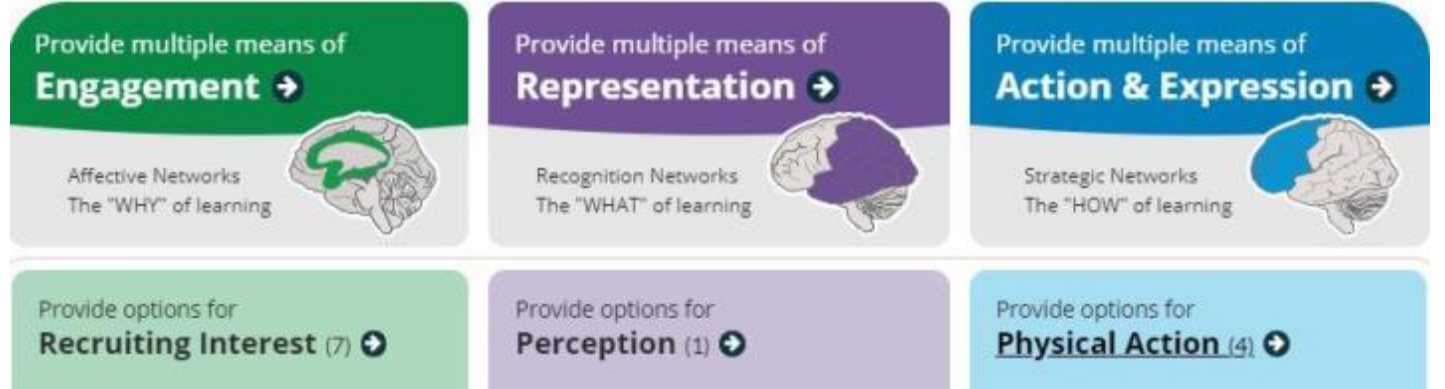 Provide multiple means of
Engagement
Affective Networks
The "WHY" of learning
Provide multiple means of
Representation
Recognition Networks
The "WHAT" of learning
Provide multiple means of
Action & Expression
Strategic Networks
The "HOW" of learning
Provide options for
Recruiting Interest (7)
Provide options for
Perception (1)
Provide options for
Physical Action (4)